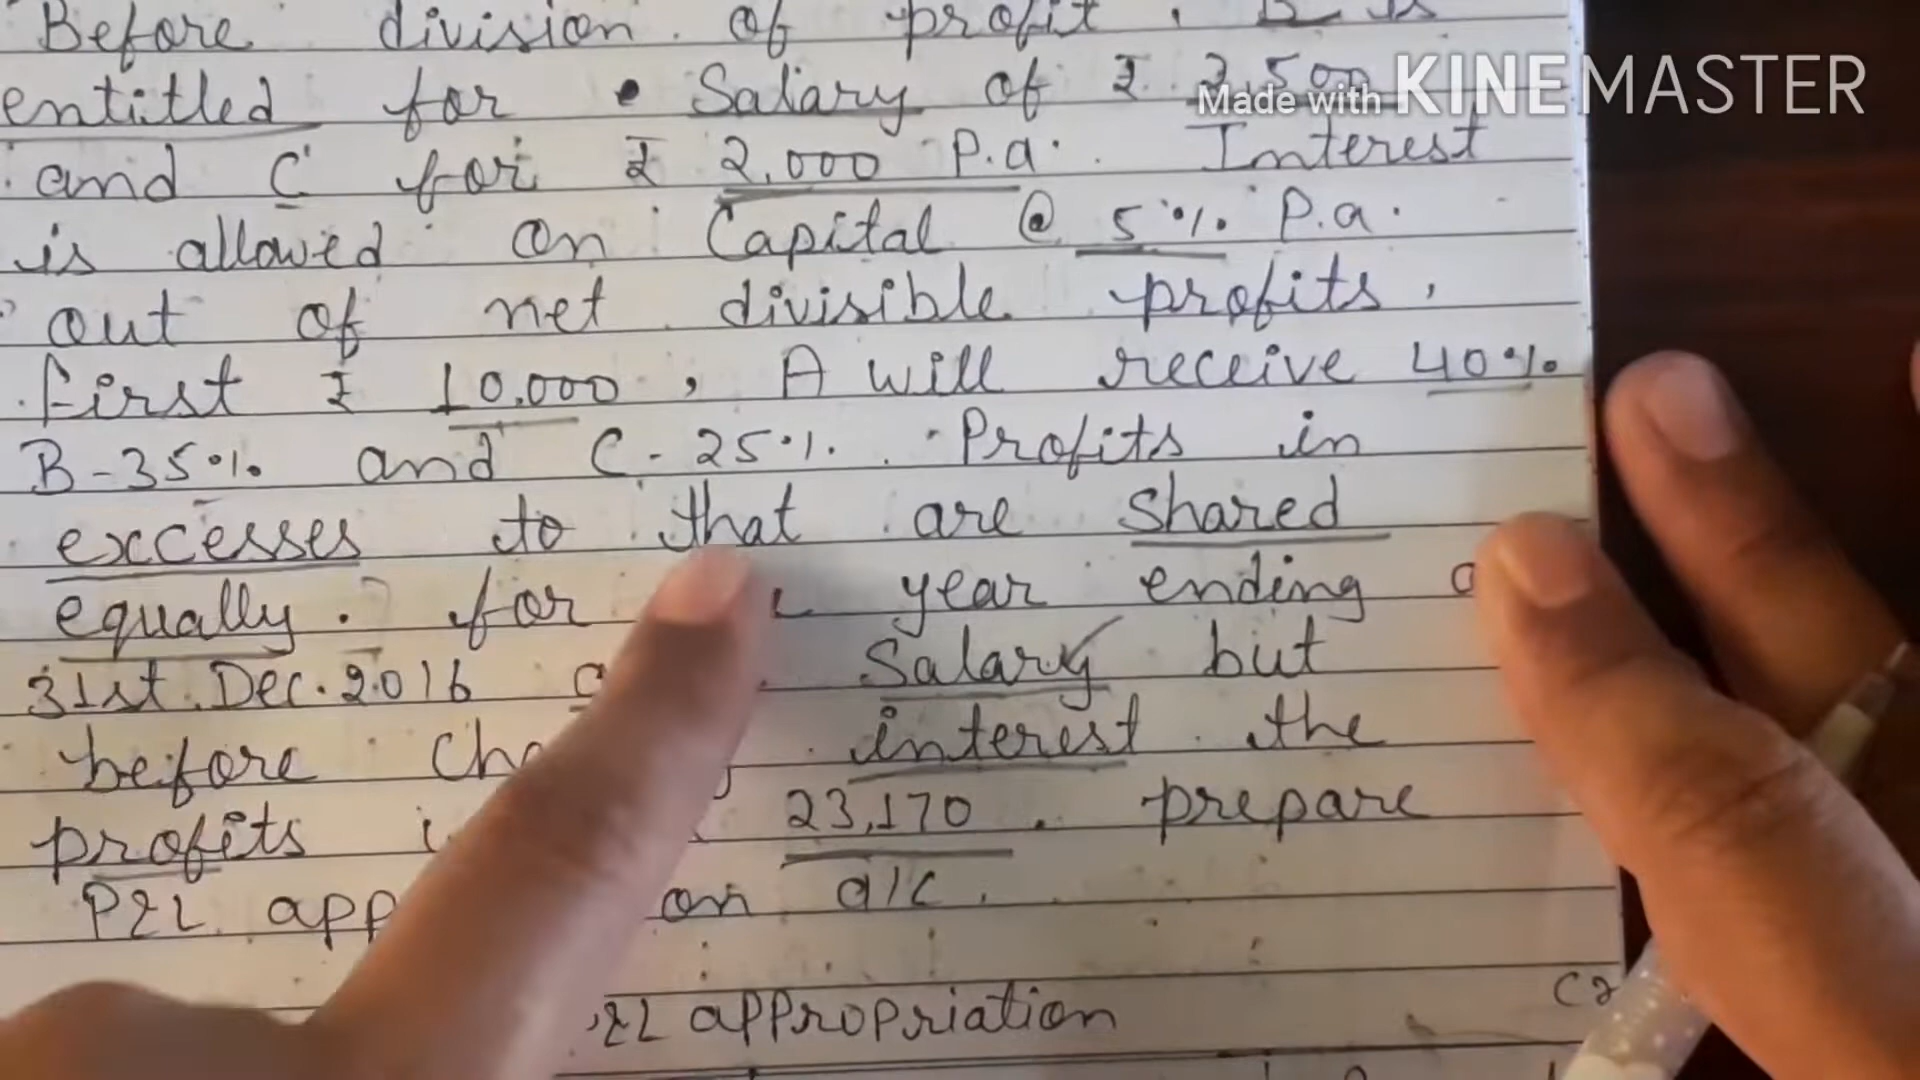 Before division of profit. B is
entitled for Salary of ₹ 2,500
Made with KINEMASTER
and C for ₹ 2,000 P.a. Interest
is allowed on Capital @ 5% P.a.
out of net divisible profits,
first ₹ 10,000, A will receive 40%
B-35% and C-25%. Profits in
excesses to that are shared
equally. for year ending
31st Dec. 2016 Salary but
before interest the
profits 23,170. prepare
P&L on a/c.
P&L appropriation